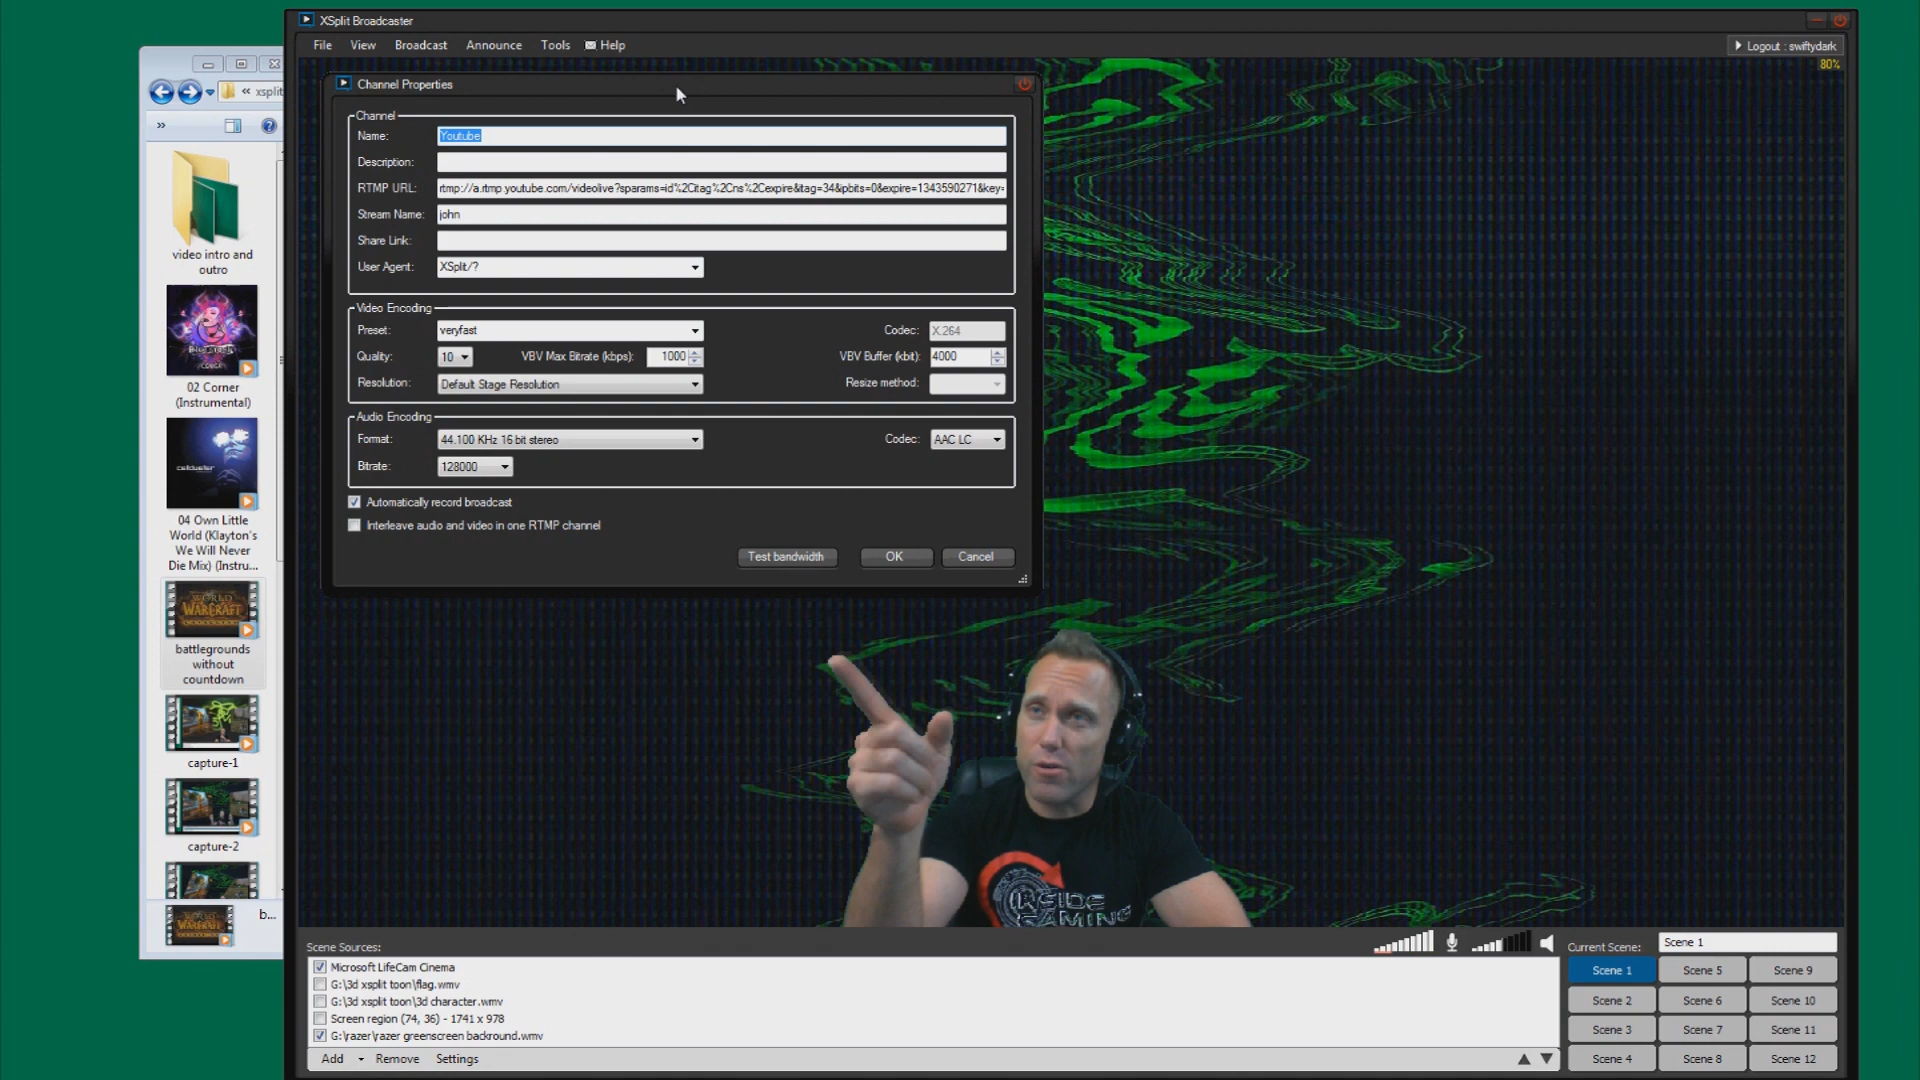 XSplit Broadcaster
File View Broadcast Announce Tools Help
Logout : swiftydark
80%
« xsplit
»
Channel Properties
Channel
Name: Youtube
Description:
RTMP URL: rtmp://a.rtmp.youtube.com/videolive?sparams=id%2Citag%2Cns%2Cexpire&itag=34&ipbits=0&expire=1343590271&key=
Stream Name: john
Share Link:
User Agent: XSplit/?
Video Encoding
Preset: veryfast Codec: X.264
Quality: 10 VBV Max Bitrate (kbps): 1000 VBV Buffer (kbit): 4000
Resolution: Default Stage Resolution Resize method:
Audio Encoding
Format: 44.100 KHz 16 bit stereo Codec: AAC LC
Bitrate: 128000
Automatically record broadcast
Interleave audio and video in one RTMP channel
Test bandwidth OK Cancel
video intro and
outro
02 Corner
(Instrumental)
celldweller
04 Own Little
World (Klayton's
We Will Never
Die Mix) (Instru...
WORLD
WARCRAFT
battlegrounds
without
countdown
capture-1
capture-2
WARCRAFT
b...
INSIDE
GAMING
Scene Sources:
Microsoft LifeCam Cinema
G:\3d xsplit toon\flag.wmv
G:\3d xsplit toon\3d character.wmv
Screen region (74, 36) - 1741 x 978
G:\razer\razer greenscreen backround.wmv
Add Remove Settings
Current Scene: Scene 1
Scene 1 Scene 5 Scene 9
Scene 2 Scene 6 Scene 10
Scene 3 Scene 7 Scene 11
Scene 4 Scene 8 Scene 12